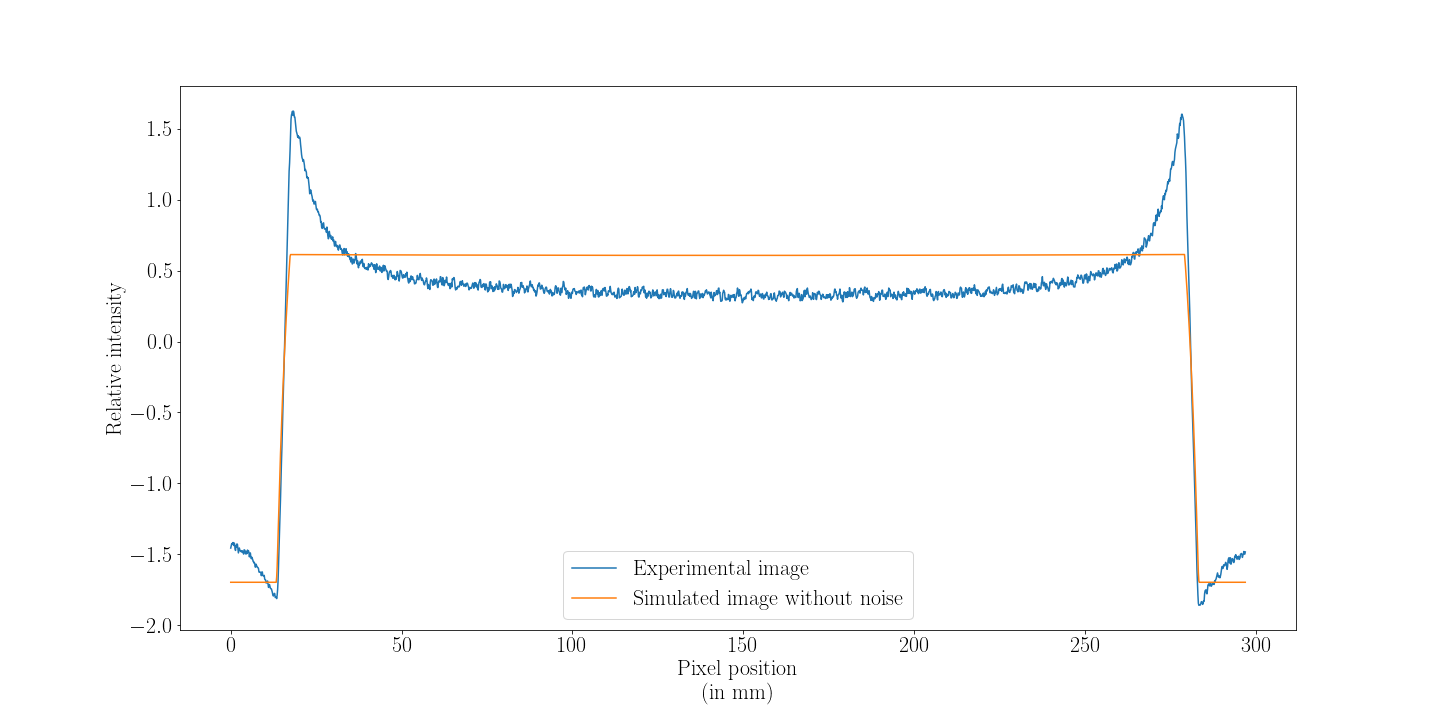 1.5
1.0
0.5
0.0
−0.5
−1.0
−1.5
−2.0
Relative intensity
Experimental image
Simulated image without noise
0 50 100 150 200 250 300
Pixel position
(in mm)